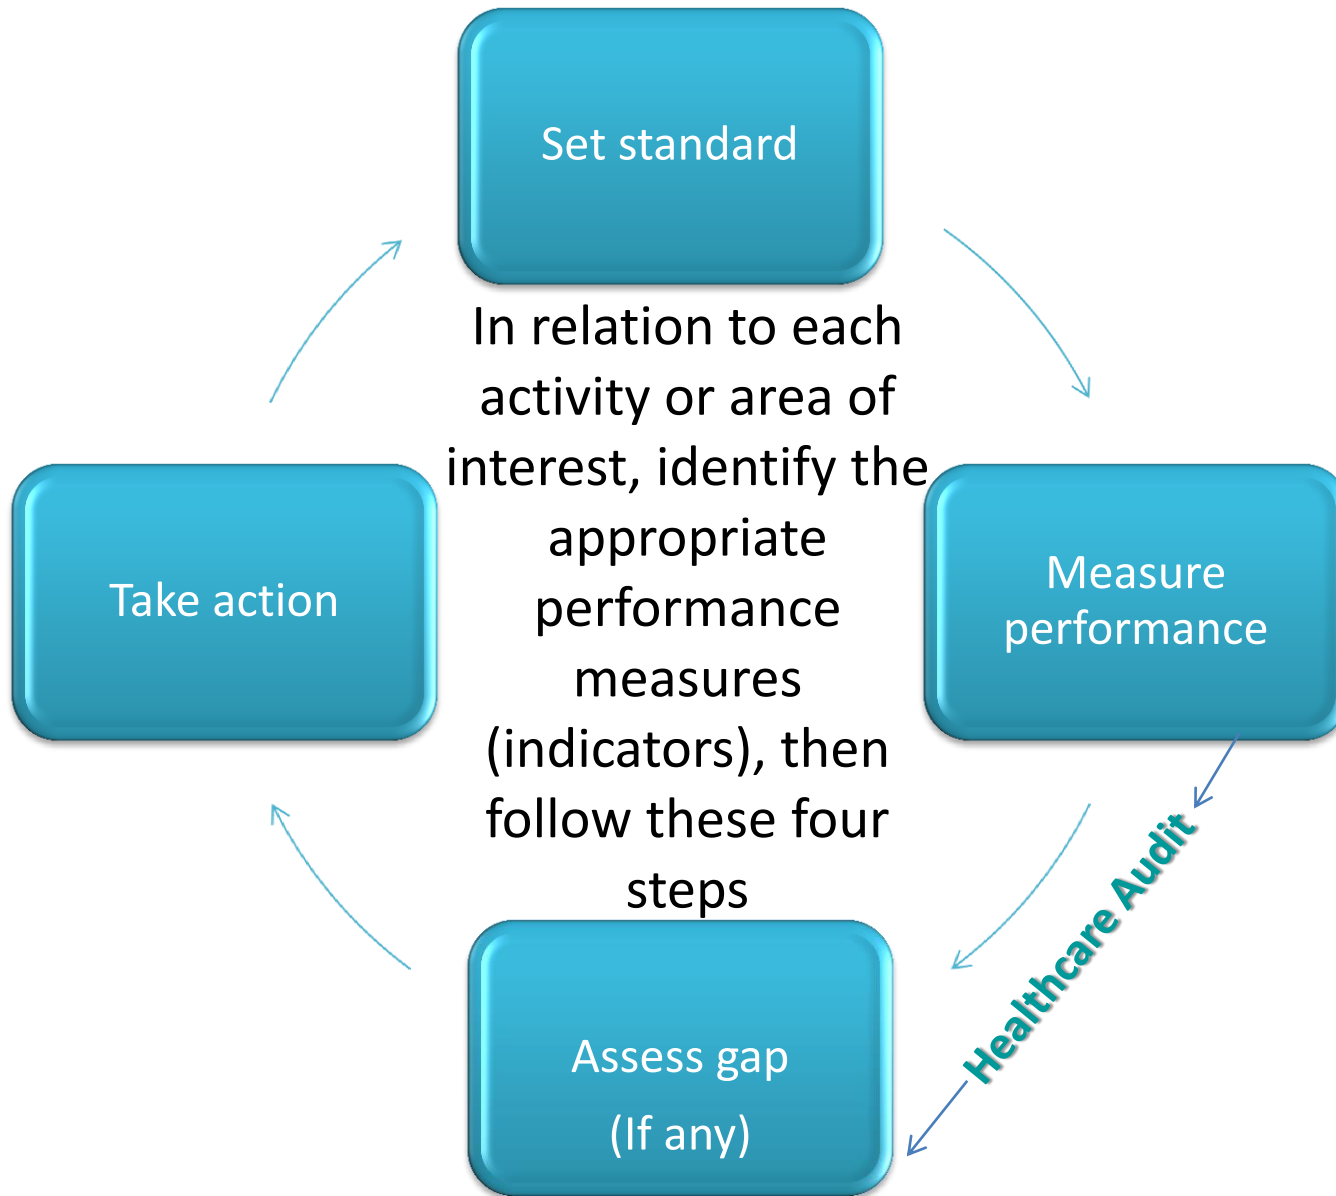 Set standard
In relation to each
activity or area of
interest, identify the
appropriate
performance
measures
(indicators), then
follow these four
steps
Take action
Measure
performance
Healthcare Audit
Assess gap
(If any)